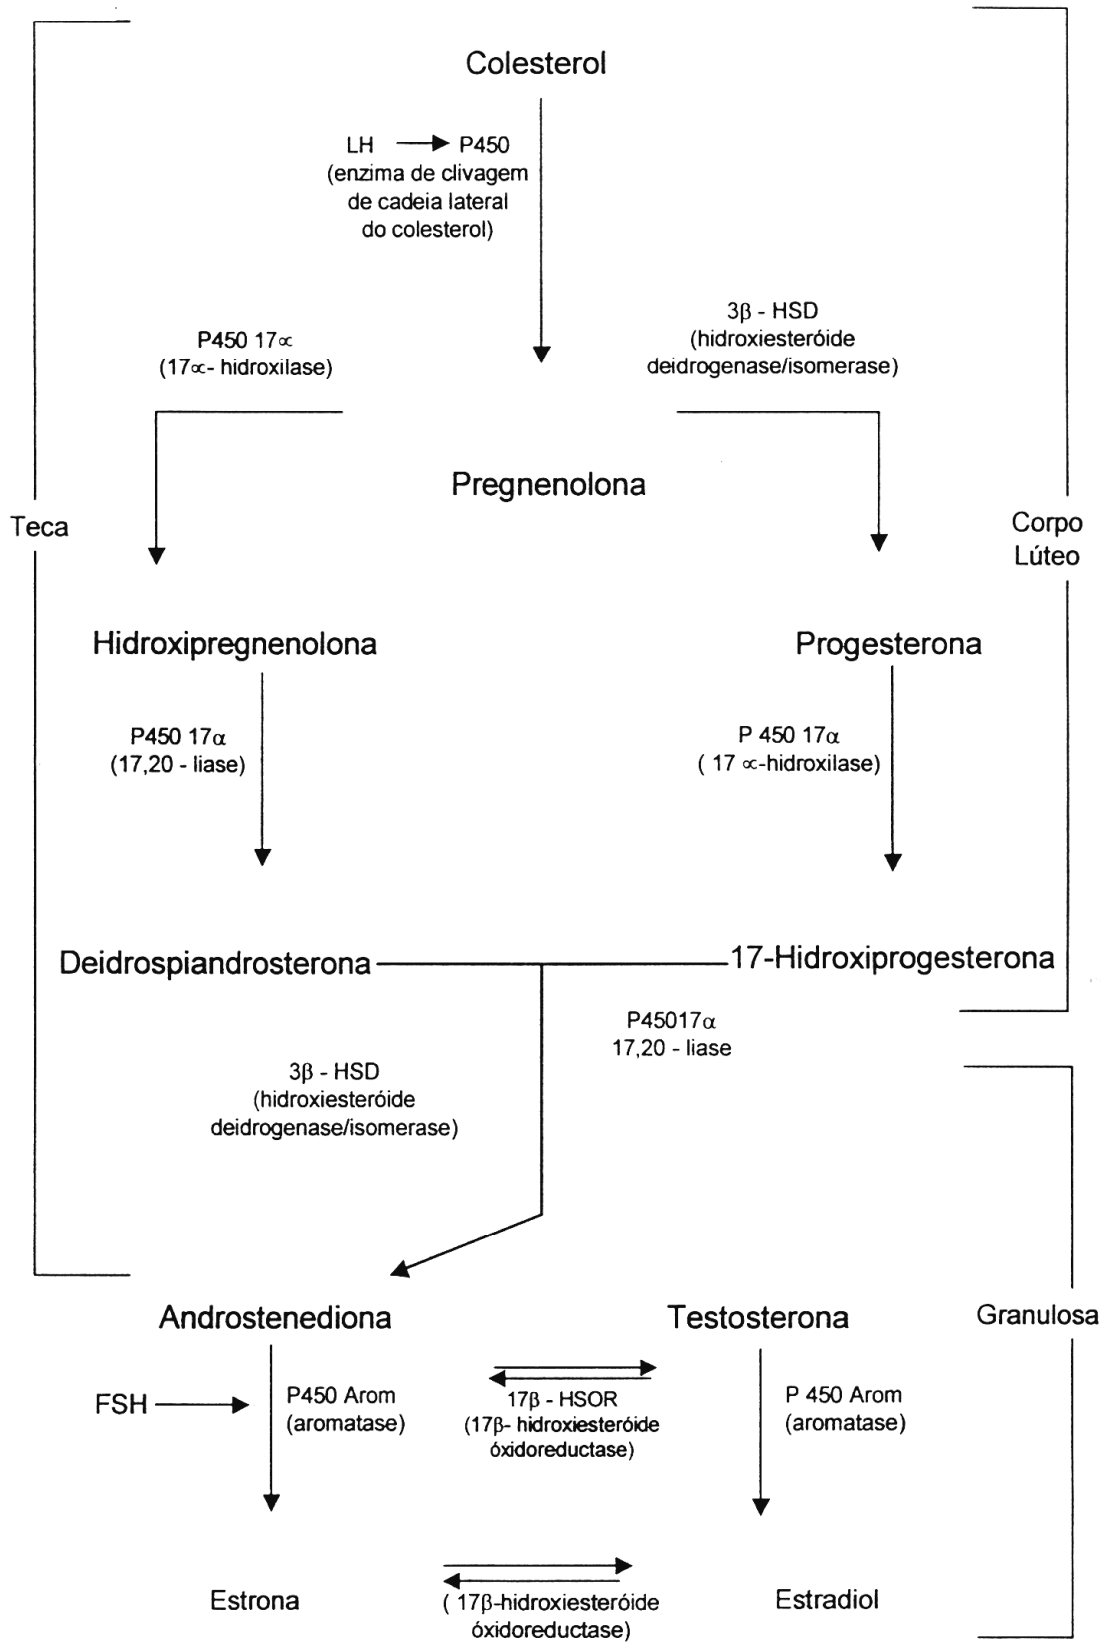 Colesterol
LH
P450
(enzima de clivagem
de cadeia lateral
do colesterol)
P450 17∝
(17∝- hidroxilase)
3β - HSD
(hidroxiesteróide
deidrogenase/isomerase)
Pregnenolona
Teca
Corpo
Lúteo
Hidroxipregnenolona
Progesterona
P450 17α
(17,20 - liase)
P 450 17α
( 17 ∝-hidroxilase)
Deidrospiandrosterona
17-Hidroxiprogesterona
P45017α
17,20 - liase
3β - HSD
(hidroxiesteróide
deidrogenase/isomerase)
Androstenediona
Testosterona
Granulosa
FSH
P450 Arom
(aromatase)
17β - HSOR
(17β- hidroxiesteróide
óxidoreductase)
P 450 Arom
(aromatase)
Estrona
( 17β-hidroxiesteróide
óxidoreductase)
Estradiol